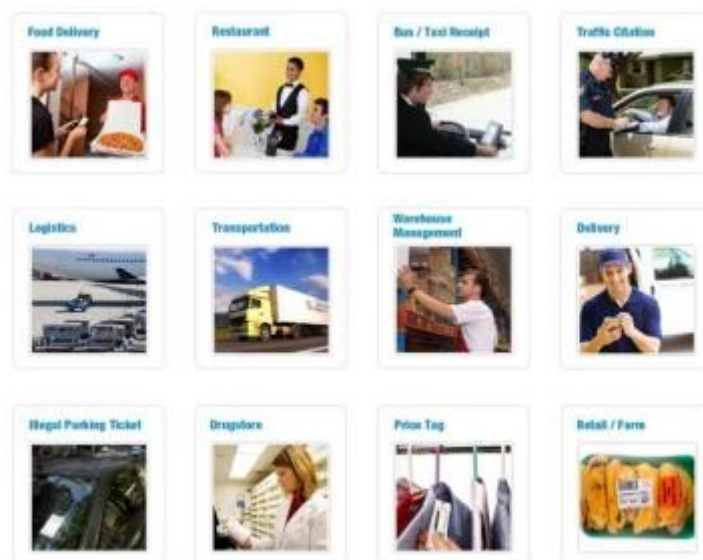 Food Delivery
Restaurant
Bus / Taxi Receipt
Traffic Citation
Logistics
Transportation
Warehouse
Management
Delivery
Illegal Parking Ticket
Drugstore
Price Tag
Retail / Farm